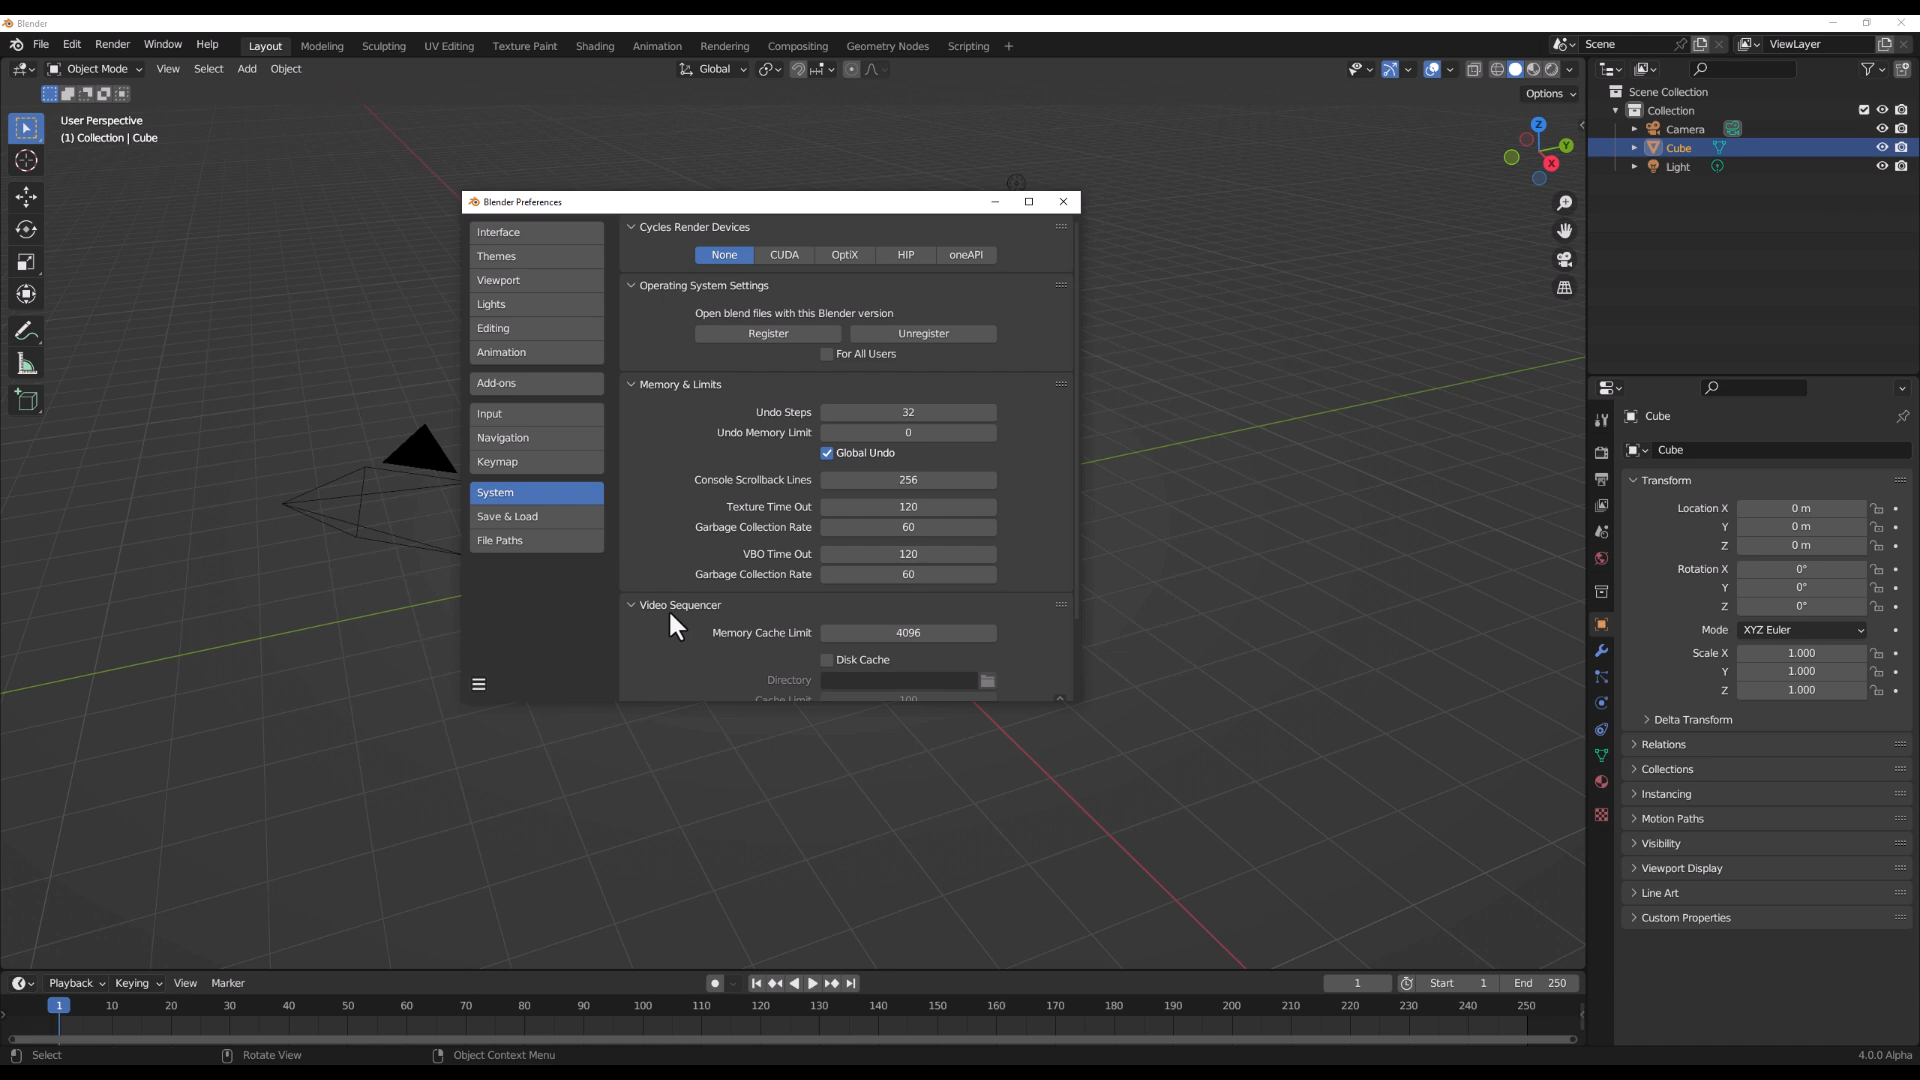 Blender
File Edit Render Window Help Layout Modeling Sculpting UV Editing Texture Paint Shading Animation Rendering Compositing Geometry Nodes Scripting + Scene ViewLayer
Object Mode View Select Add Object Global
Options
User Perspective
(1) Collection | Cube
Z
Y
X
Scene Collection
Collection
Camera
Cube
Light
Blender Preferences
Interface
Themes
Viewport
Lights
Editing
Animation
Add-ons
Input
Navigation
Keymap
System
Save & Load
File Paths
Cycles Render Devices
None CUDA OptiX HIP oneAPI
Operating System Settings
Open blend files with this Blender version
Register Unregister
For All Users
Memory & Limits
Undo Steps 32
Undo Memory Limit 0
Global Undo
Console Scrollback Lines 256
Texture Time Out 120
Garbage Collection Rate 60
VBO Time Out 120
Garbage Collection Rate 60
Video Sequencer
Memory Cache Limit 4096
Disk Cache
Directory
Cache Limit 100
Cube
Cube
Transform
Location X 0 m
Y 0 m
Z 0 m
Rotation X 0°
Y 0°
Z 0°
Mode XYZ Euler
Scale X 1.000
Y 1.000
Z 1.000
Delta Transform
Relations
Collections
Instancing
Motion Paths
Visibility
Viewport Display
Line Art
Custom Properties
Playback Keying View Marker 1 Start 1 End 250
1 10 20 30 40 50 60 70 80 90 100 110 120 130 140 150 160 170 180 190 200 210 220 230 240 250
Select Rotate View Object Context Menu 4.0.0 Alpha